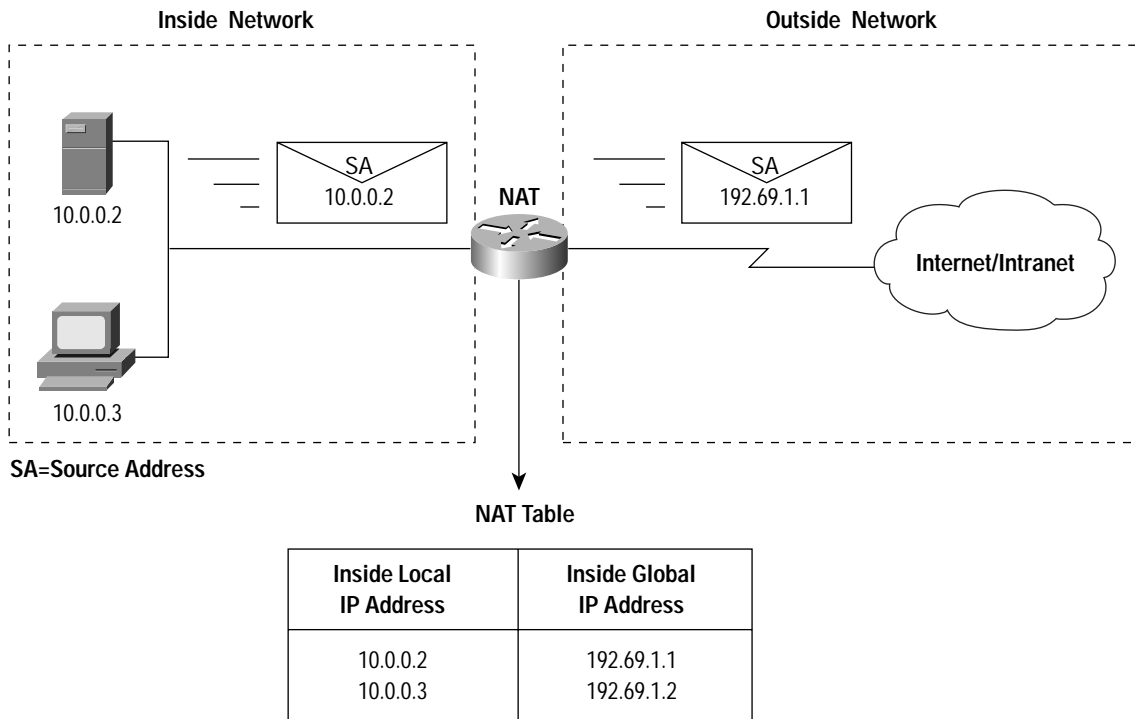 Inside Network
Outside Network
SA
10.0.0.2
SA
192.69.1.1
10.0.0.2
NAT
Internet/Intranet
10.0.0.3
SA=Source Address
NAT Table
Inside Local
IP Address
Inside Global
IP Address
10.0.0.2
192.69.1.1
10.0.0.3
192.69.1.2